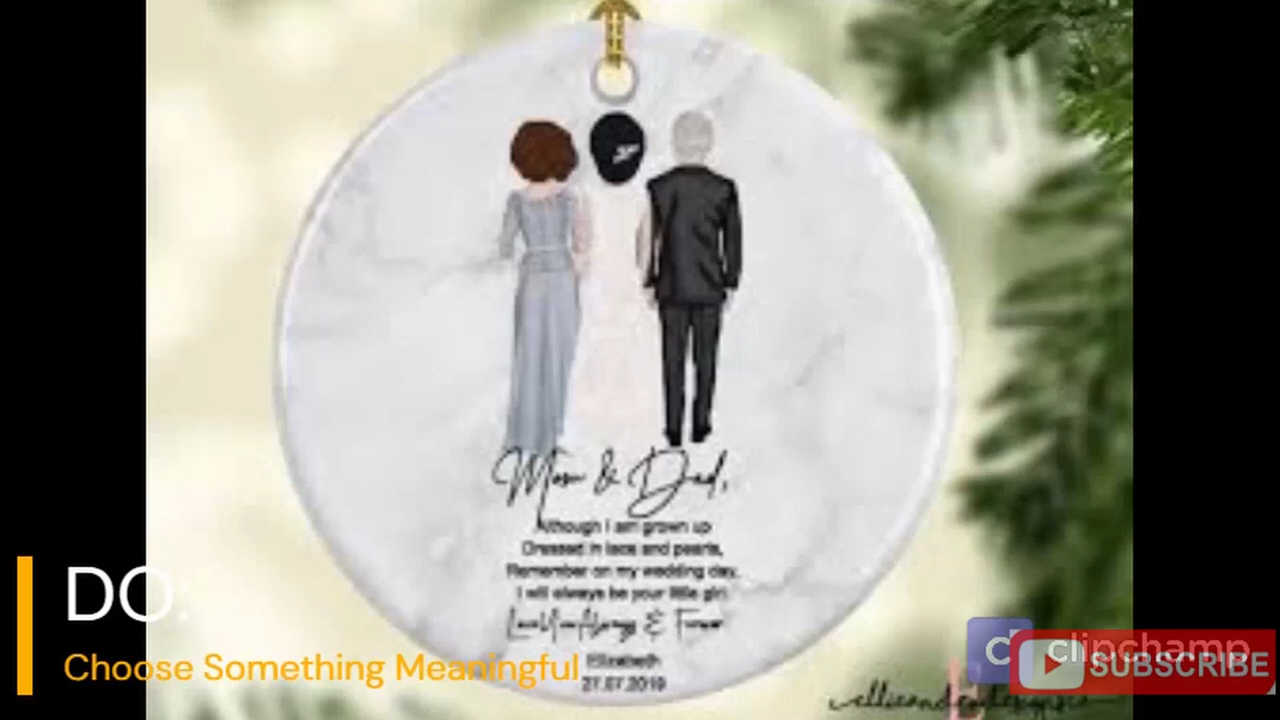 Mom & Dad,
Although I am grown up
Dressed in lace and pearls,
Remember on my wedding day,
I will always be your little girl.
Love You Always & Forever
Elizabeth
27.07.2019
DO:
Choose Something Meaningful
clipchamp
SUBSCRIBE